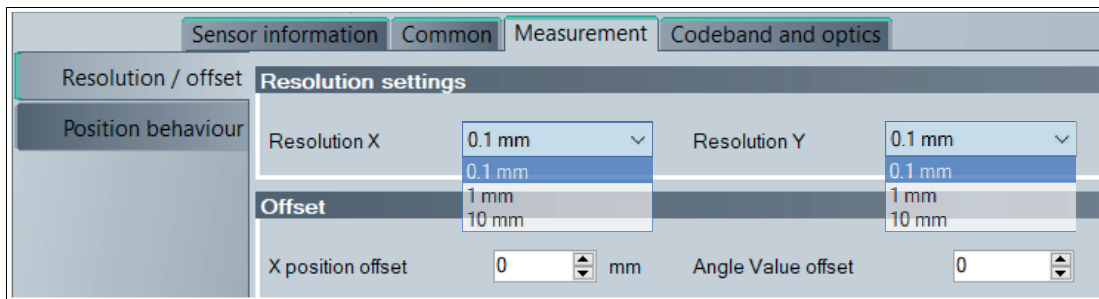 Sensor information Common Measurement Codeband and optics
Resolution / offset
Position behaviour
Resolution settings
Resolution X 0.1 mm Resolution Y 0.1 mm
0.1 mm 0.1 mm
1 mm 1 mm
10 mm 10 mm
Offset
X position offset 0 mm Angle Value offset 0